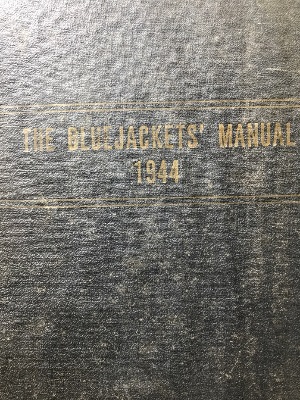 THE BLUEJACKETS' MANUAL
1944